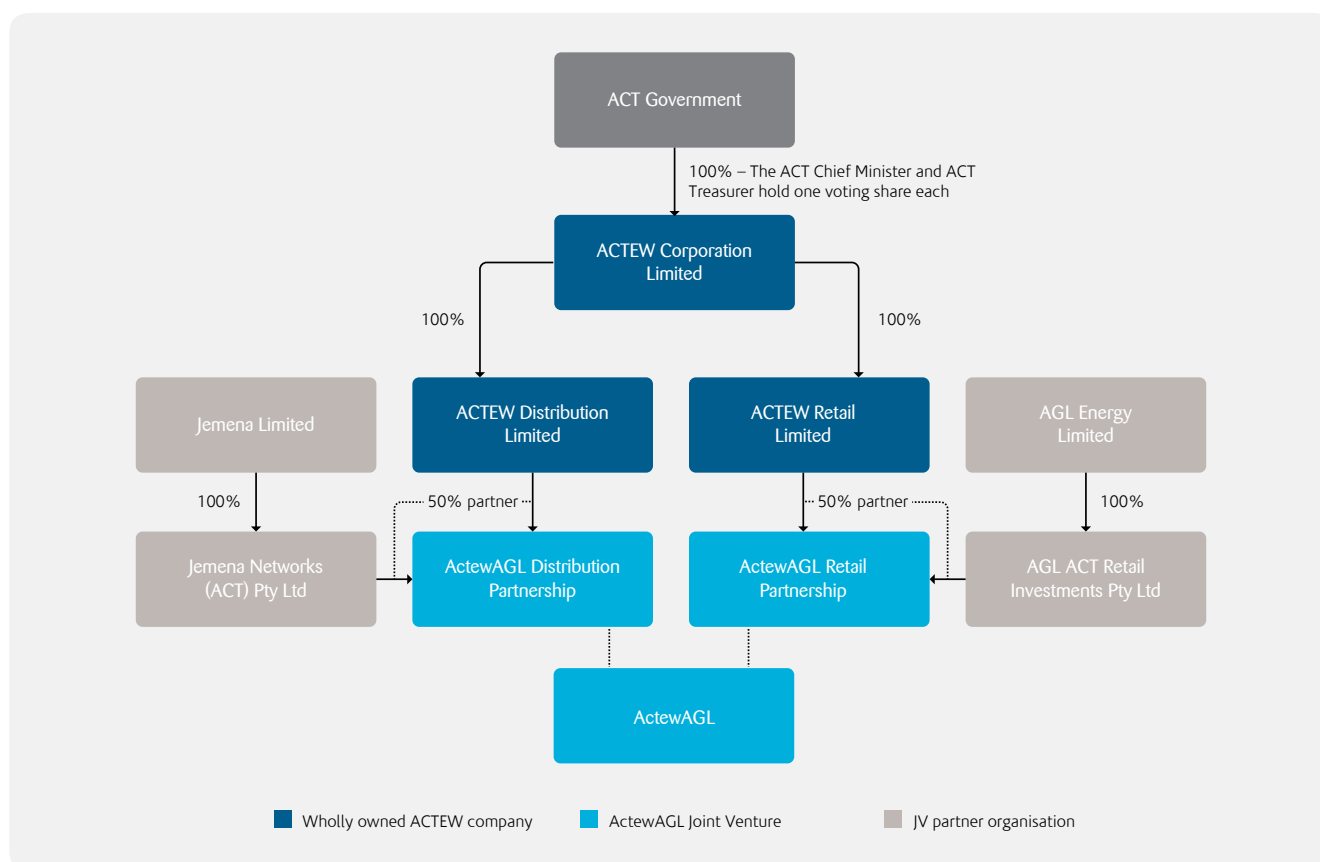 ACT Government
100% – The ACT Chief Minister and ACT
Treasurer hold one voting share each
ACTEW Corporation
Limited
100%
100%
Jemena Limited
ACTEW Distribution
Limited
ACTEW Retail
Limited
AGL Energy
Limited
100%
50% partner
50% partner
100%
Jemena Networks
(ACT) Pty Ltd
ActewAGL Distribution
Partnership
ActewAGL Retail
Partnership
AGL ACT Retail
Investments Pty Ltd
ActewAGL
Wholly owned ACTEW company
ActewAGL Joint Venture
JV partner organisation